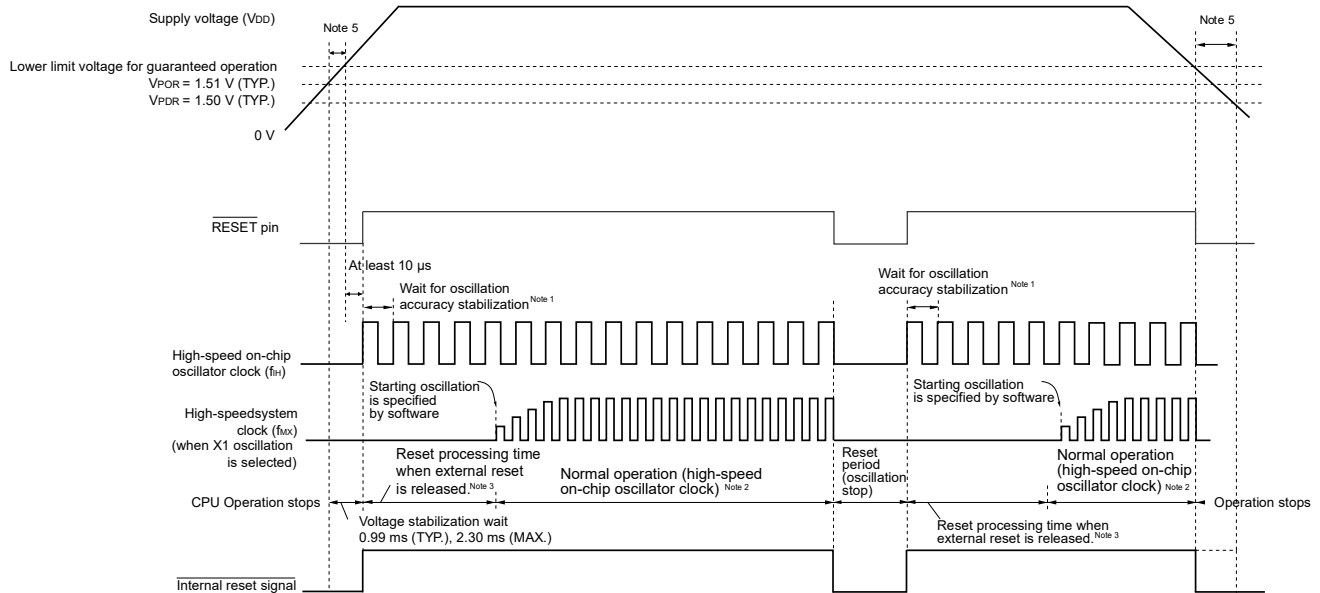 Supply voltage (VDD)
Note 5
Note 5
Lower limit voltage for guaranteed operation
VPOR = 1.51 V (TYP.)
VPDR = 1.50 V (TYP.)
0 V
RESET pin
At least 10 µs
Wait for oscillation
accuracy stabilization Note 1
Wait for oscillation
accuracy stabilization Note 1
High-speed on-chip
oscillator clock (fIH)
Starting oscillation
is specified
by software
Starting oscillation
is specified
by software
High-speedsystem
clock (fMX)
(when X1 oscillation
is selected)
Reset processing time
when external reset
is released. Note 3
Normal operation (high-speed
on-chip oscillator clock) Note 2
Reset
period
(oscillation
stop)
Normal operation
(high-speed on-chip
oscillator clock) Note 2
CPU Operation stops
Operation stops
Voltage stabilization wait
0.99 ms (TYP.), 2.30 ms (MAX.)
Reset processing time when
external reset is released. Note 3
Internal reset signal